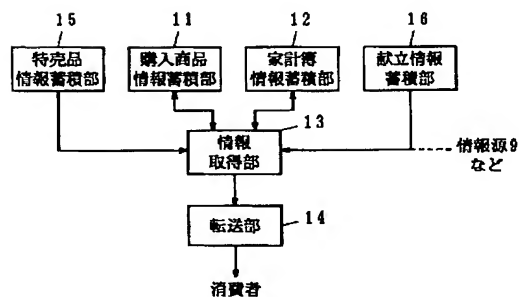 15
11
12
16
特売品
情報蓄積部
購入商品
情報蓄積部
家計簿
情報蓄積部
献立情報
蓄積部
13
情報
取得部
情報源9
など
14
転送部
消費者